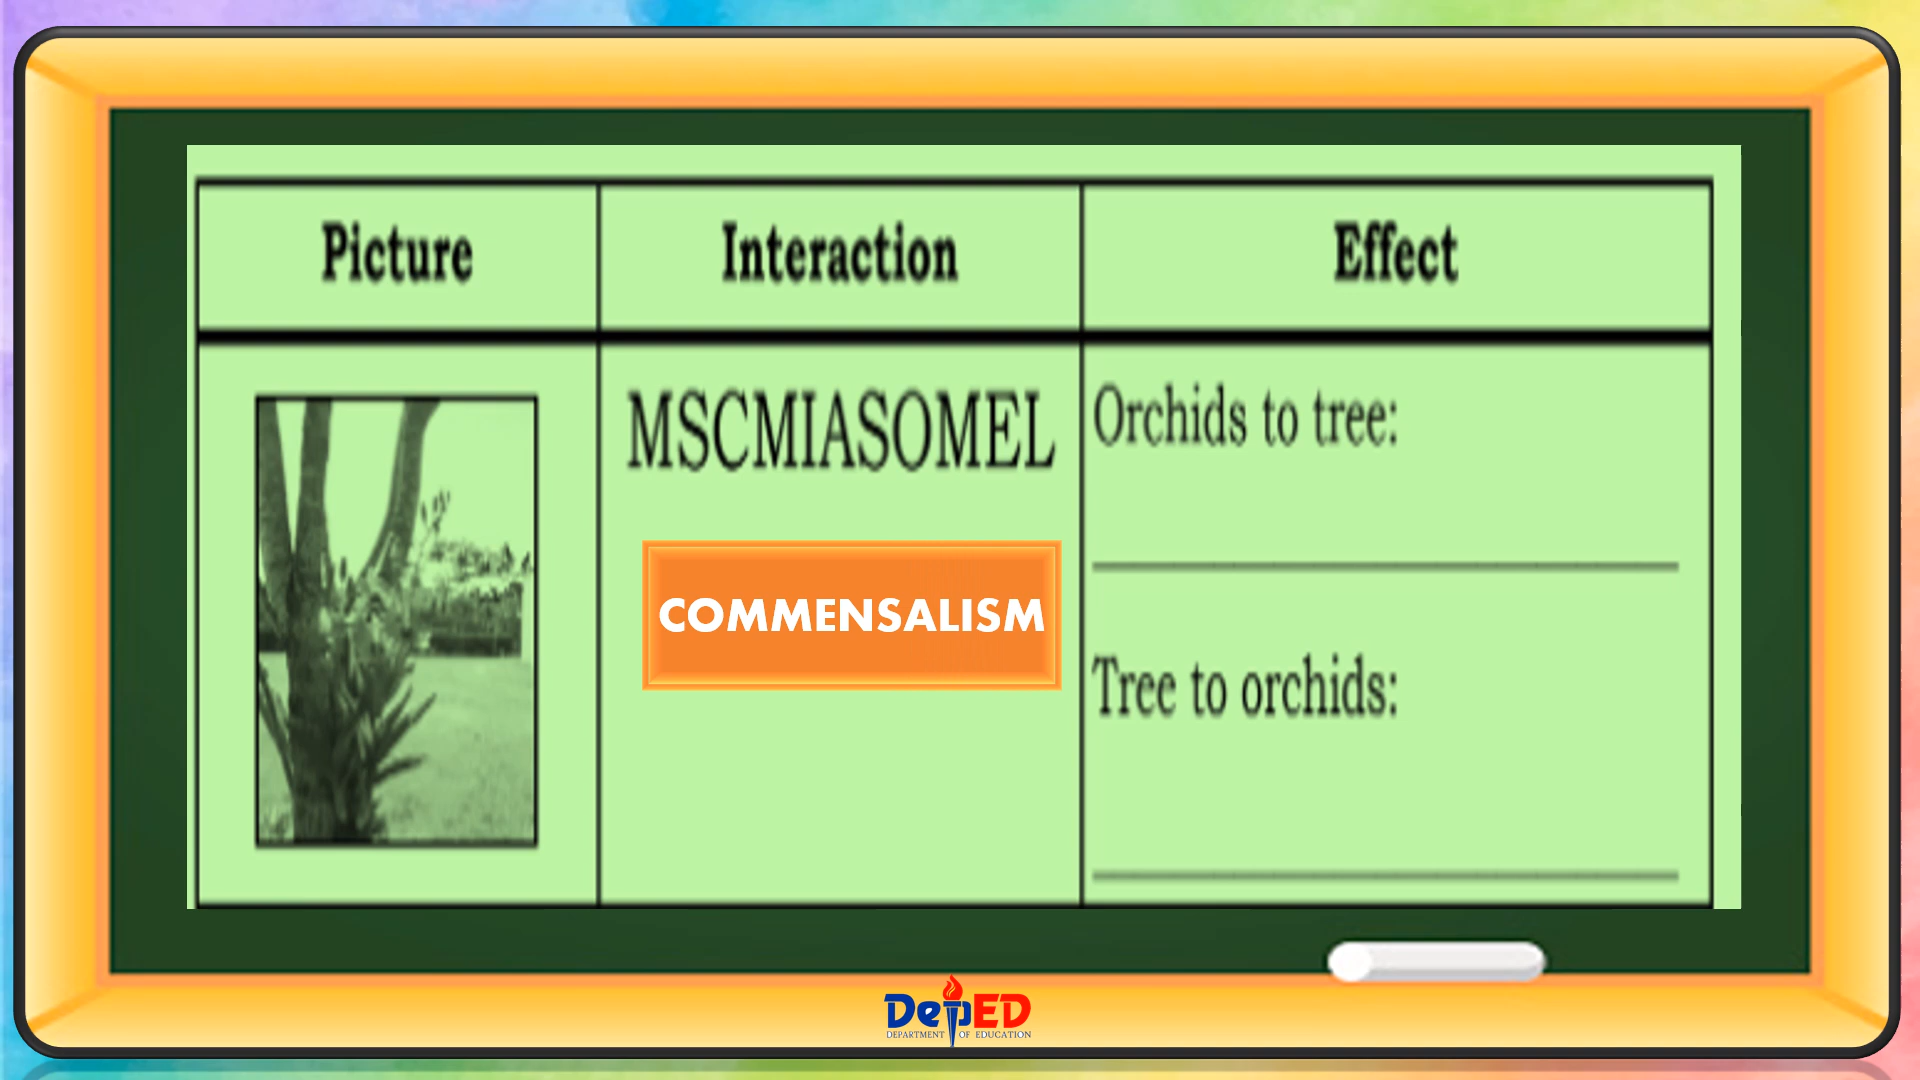 Picture
Interaction
Effect
MSCMIASOMEL
COMMENSALISM
Orchids to tree:
Tree to orchids:
DepED
DEPARTMENT OF EDUCATION